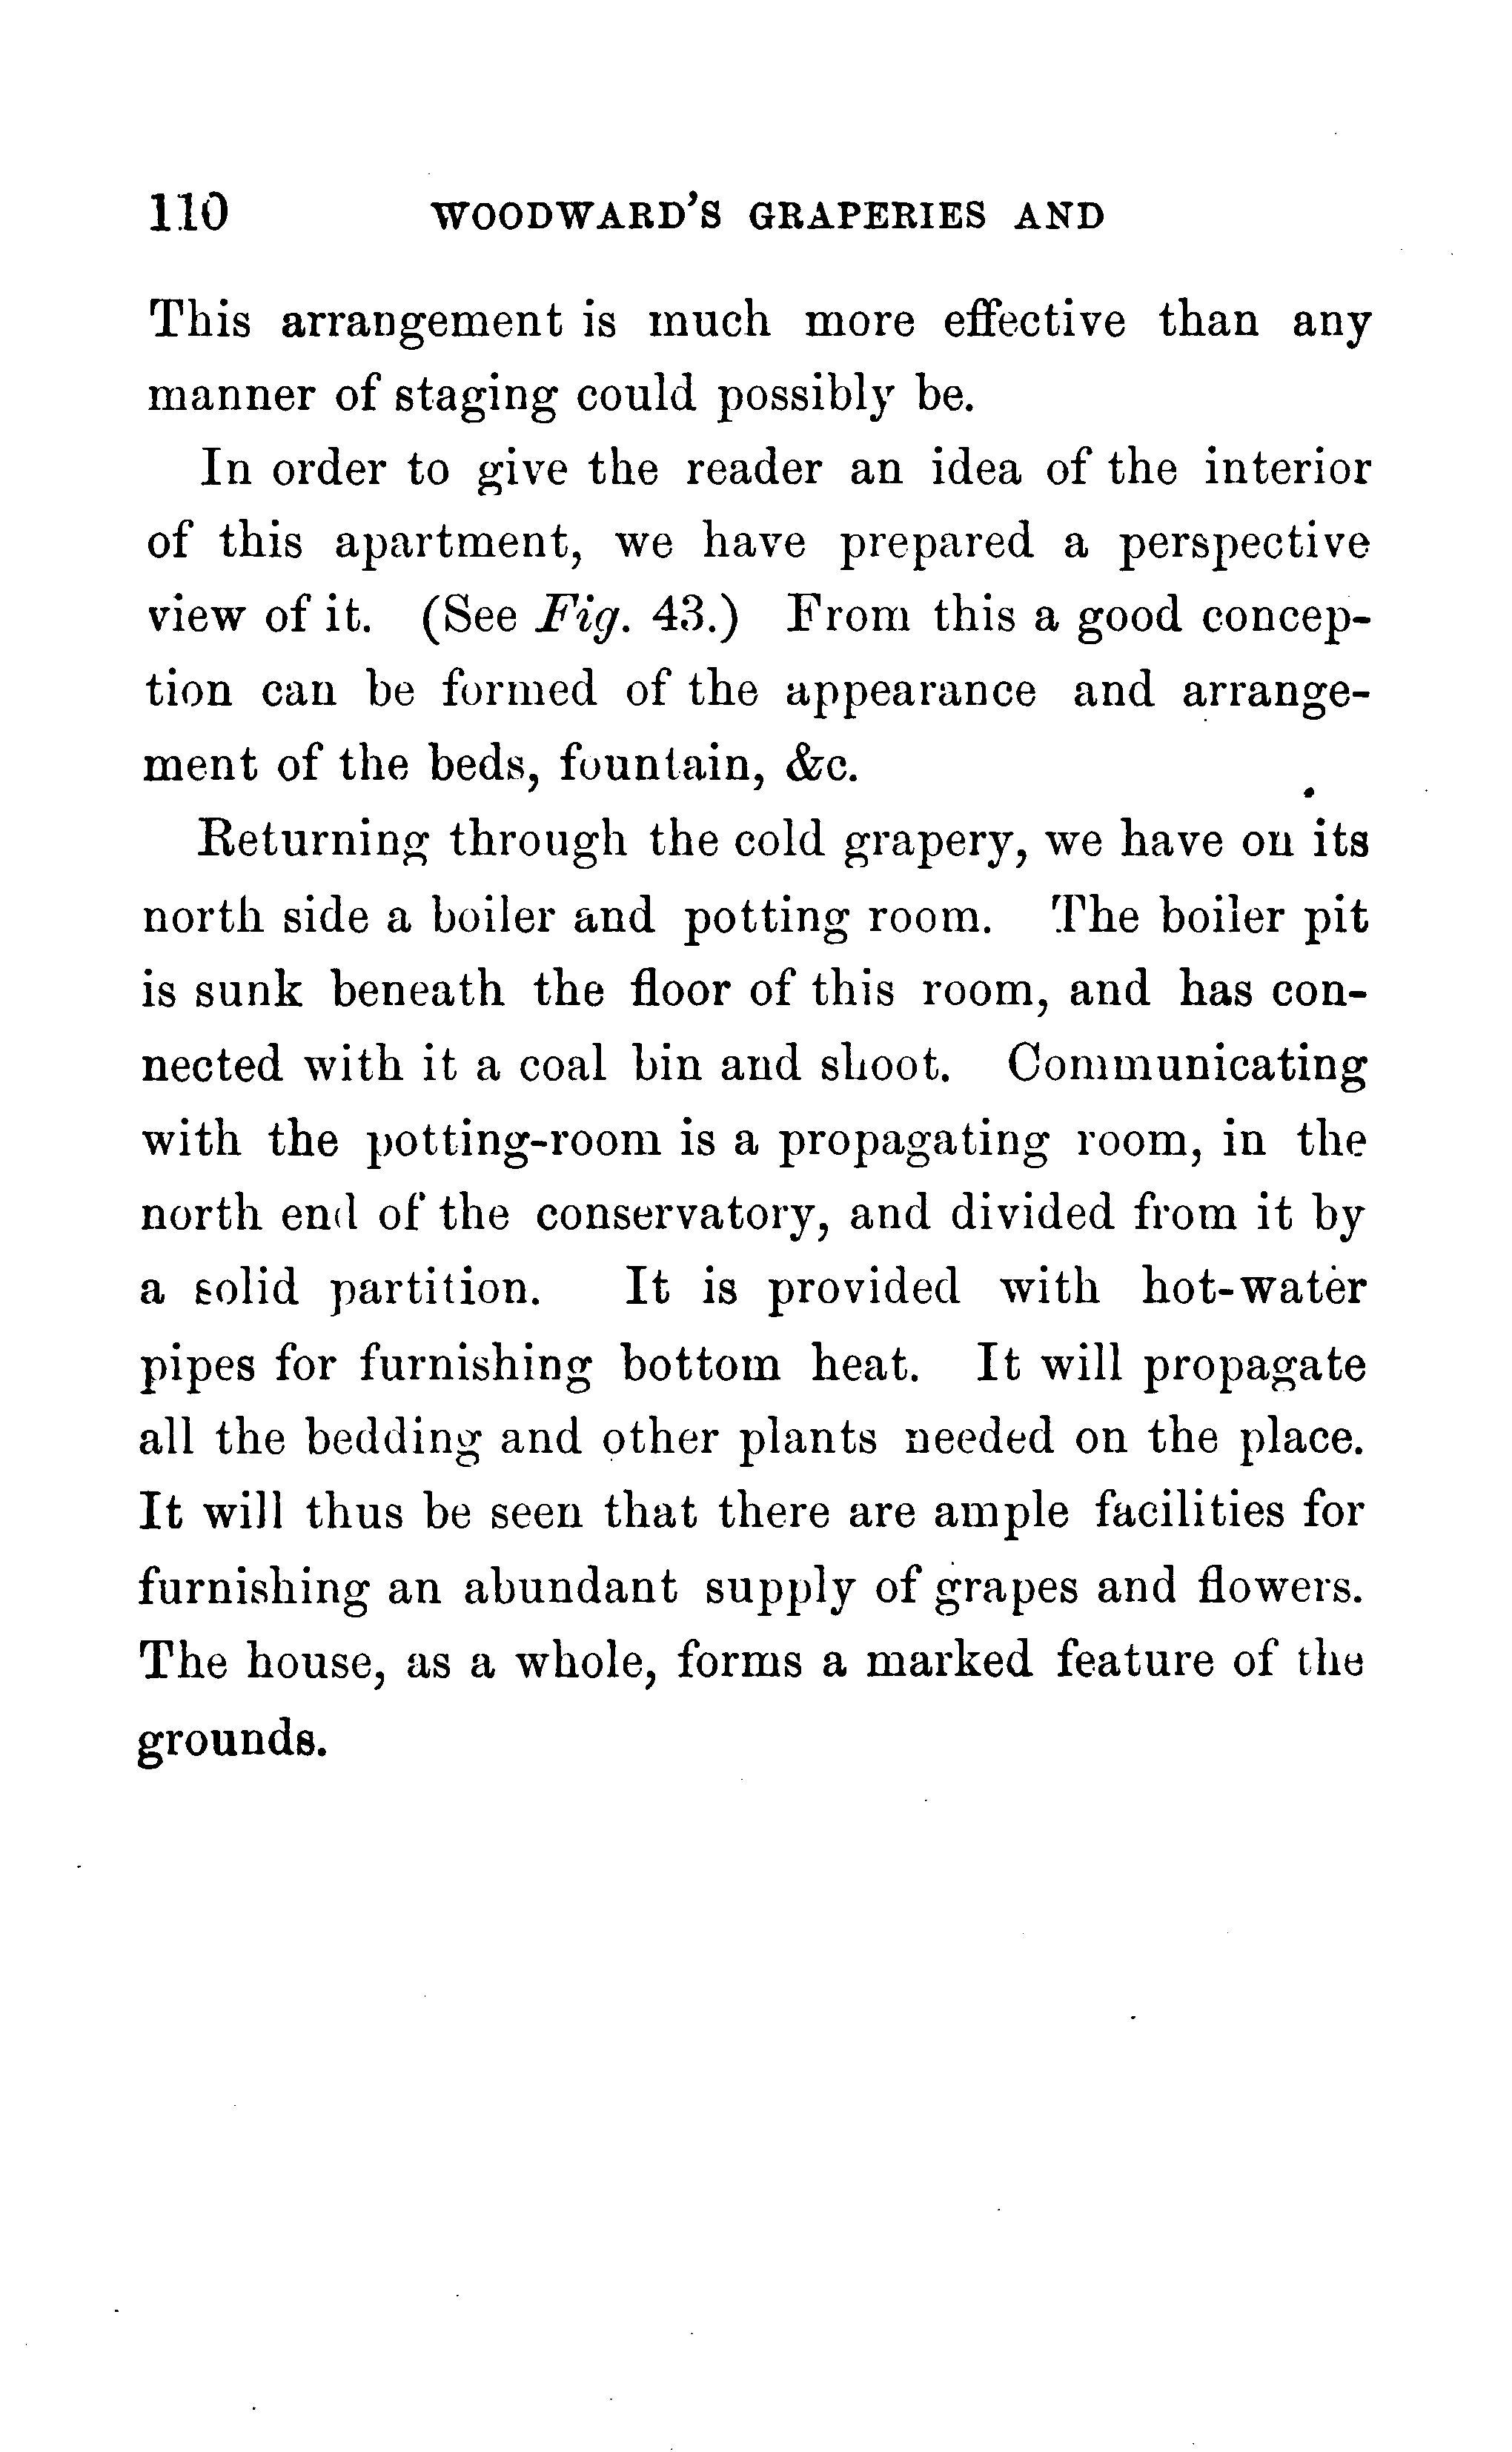 110 WOODWARD'S GRAPERIES AND
This arrangement is much more effective than any
manner of staging could possibly be.
In order to give the reader an idea of the interior
of this apartment, we have prepared a perspective
view of it. (See Fig. 43.) From this a good concep-
tion can be formed of the appearance and arrange-
ment of the beds, fountain, &c.
Returning through the cold grapery, we have on its
north side a boiler and potting room. The boiler pit
is sunk beneath the floor of this room, and has con-
nected with it a coal bin and shoot. Communicating
with the potting-room is a propagating room, in the
north end of the conservatory, and divided from it by
a solid partition. It is provided with hot-water
pipes for furnishing bottom heat. It will propagate
all the bedding and other plants needed on the place.
It will thus be seen that there are ample facilities for
furnishing an abundant supply of grapes and flowers.
The house, as a whole, forms a marked feature of the
grounds.